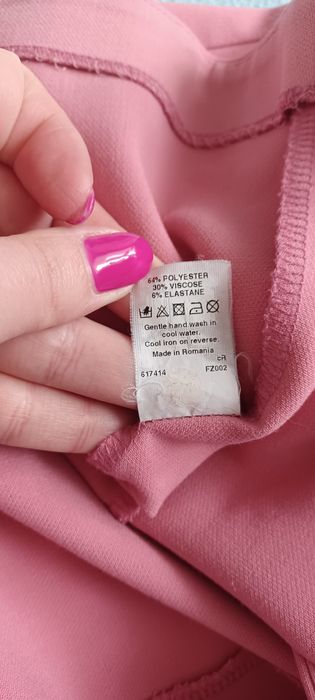 64% POLYESTER
30% VISCOSE
6% ELASTANE
Gentle hand wash in
cool water.
Cool iron on reverse.
Made in Romania
cR
617414 FZ002